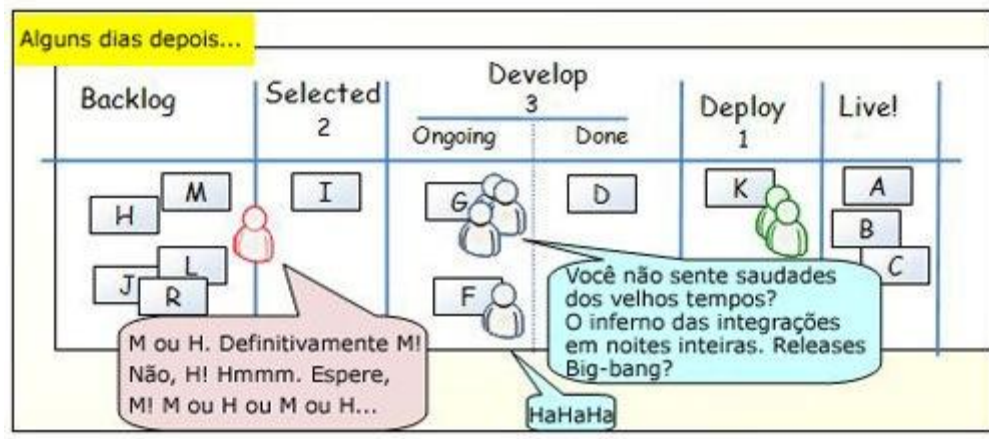 Alguns dias depois...
Backlog
Selected
2
Develop
3
Ongoing
Done
Deploy
1
Live!
H
M
J
L
R
I
G
F
D
K
A
B
C
M ou H. Definitivamente M!
Não, H! Hmmm. Espere,
M! M ou H ou M ou H...
Você não sente saudades
dos velhos tempos?
O inferno das integrações
em noites inteiras. Releases
Big-bang?
HaHaHa